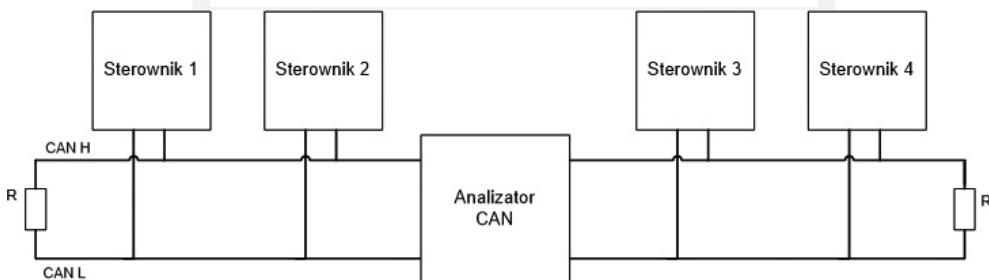 Sterownik 1
Sterownik 2
Sterownik 3
Sterownik 4
CAN H
R
Analizator
CAN
R
CAN L